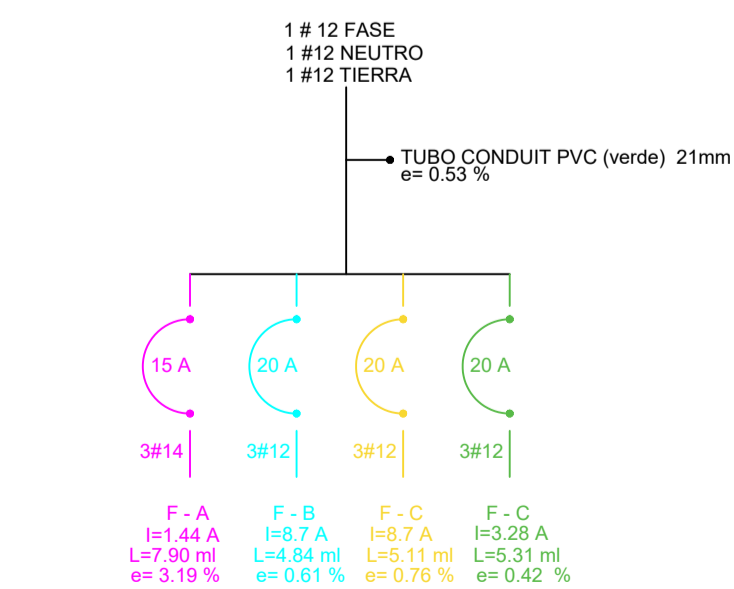 1 # 12 FASE
1 #12 NEUTRO
1 #12 TIERRA
TUBO CONDUIT PVC (verde) 21mm
e= 0.53 %
15 A
20 A
20 A
20 A
3#14
3#12
3#12
3#12
F - A
I=1.44 A
L=7.90 ml
e= 3.19 %
F - B
I=8.7 A
L=4.84 ml
e= 0.61 %
F - C
I=8.7 A
L=5.11 ml
e= 0.76 %
F - C
I=3.28 A
L=5.31 ml
e= 0.42 %